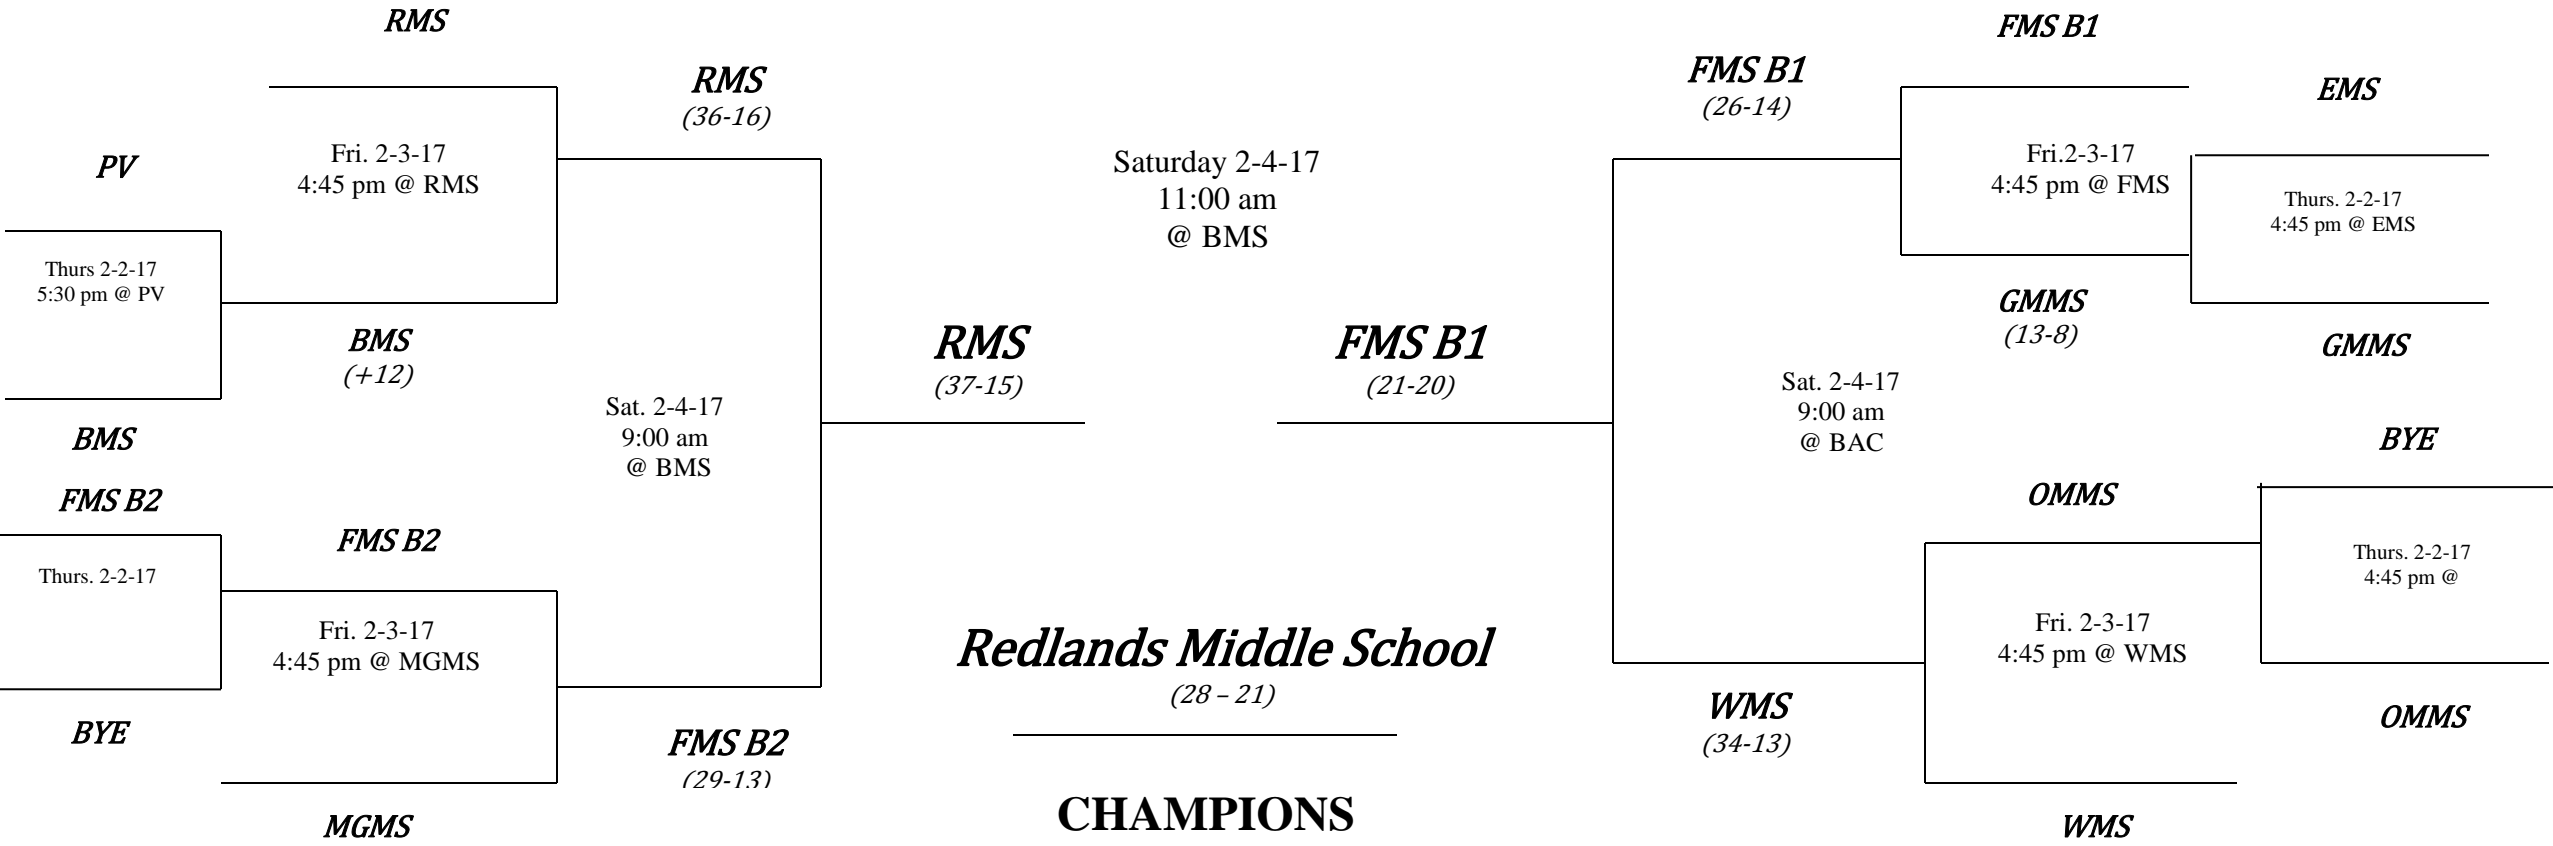 RMS
RMS
(36-16)
PV
Fri. 2-3-17
4:45 pm @ RMS
Thurs 2-2-17
5:30 pm @ PV
BMS
(+12)
BMS
Sat. 2-4-17
9:00 am
@ BMS
RMS
(37-15)
FMS B2
Thurs. 2-2-17
FMS B2
Fri. 2-3-17
4:45 pm @ MGMS
BYE
FMS B2
(29-13)
MGMS
Saturday 2-4-17
11:00 am
@ BMS
Redlands Middle School
(28 – 21)
CHAMPIONS
FMS B1
FMS B1
(26-14)
EMS
Fri.2-3-17
4:45 pm @ FMS
Thurs. 2-2-17
4:45 pm @ EMS
GMMS
(13-8)
GMMS
FMS B1
(21-20)
Sat. 2-4-17
9:00 am
@ BAC
BYE
OMMS
Thurs. 2-2-17
4:45 pm @
Fri. 2-3-17
4:45 pm @ WMS
WMS
(34-13)
OMMS
WMS